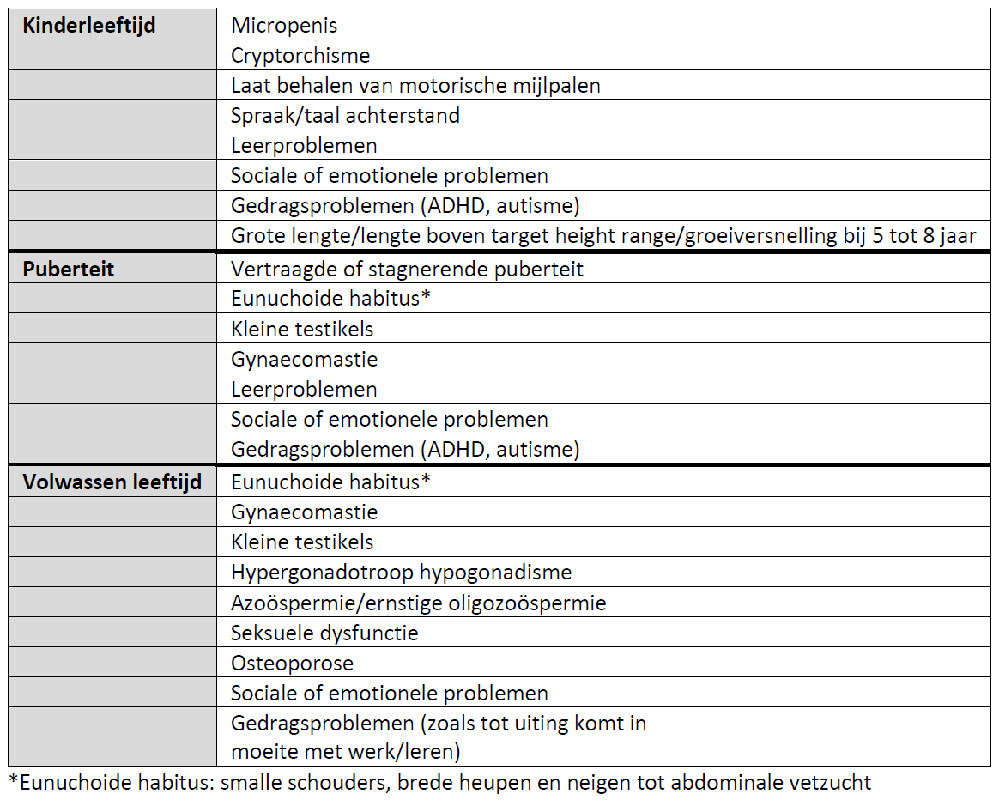 Kinderleeftijd Micropenis
Cryptorchisme
Laat behalen van motorische mijlpalen
Spraak/taal achterstand
Leerproblemen
Sociale of emotionele problemen
Gedragsproblemen (ADHD, autisme)
Grote lengte/lengte boven target height range/groeiversnelling bij 5 tot 8 jaar
Puberteit Vertraagde of stagnerende puberteit
Eunuchoide habitus*
Kleine testikels
Gynaecomastie
Leerproblemen
Sociale of emotionele problemen
Gedragsproblemen (ADHD, autisme)
Volwassen leeftijd Eunuchoide habitus*
Gynaecomastie
Kleine testikels
Hypergonadotroop hypogonadisme
Azoöspermie/ernstige oligozoöspermie
Seksuele dysfunctie
Osteoporose
Sociale of emotionele problemen
Gedragsproblemen (zoals tot uiting komt in
moeite met werk/leren)
*Eunuchoide habitus: smalle schouders, brede heupen en neigen tot abdominale vetzucht